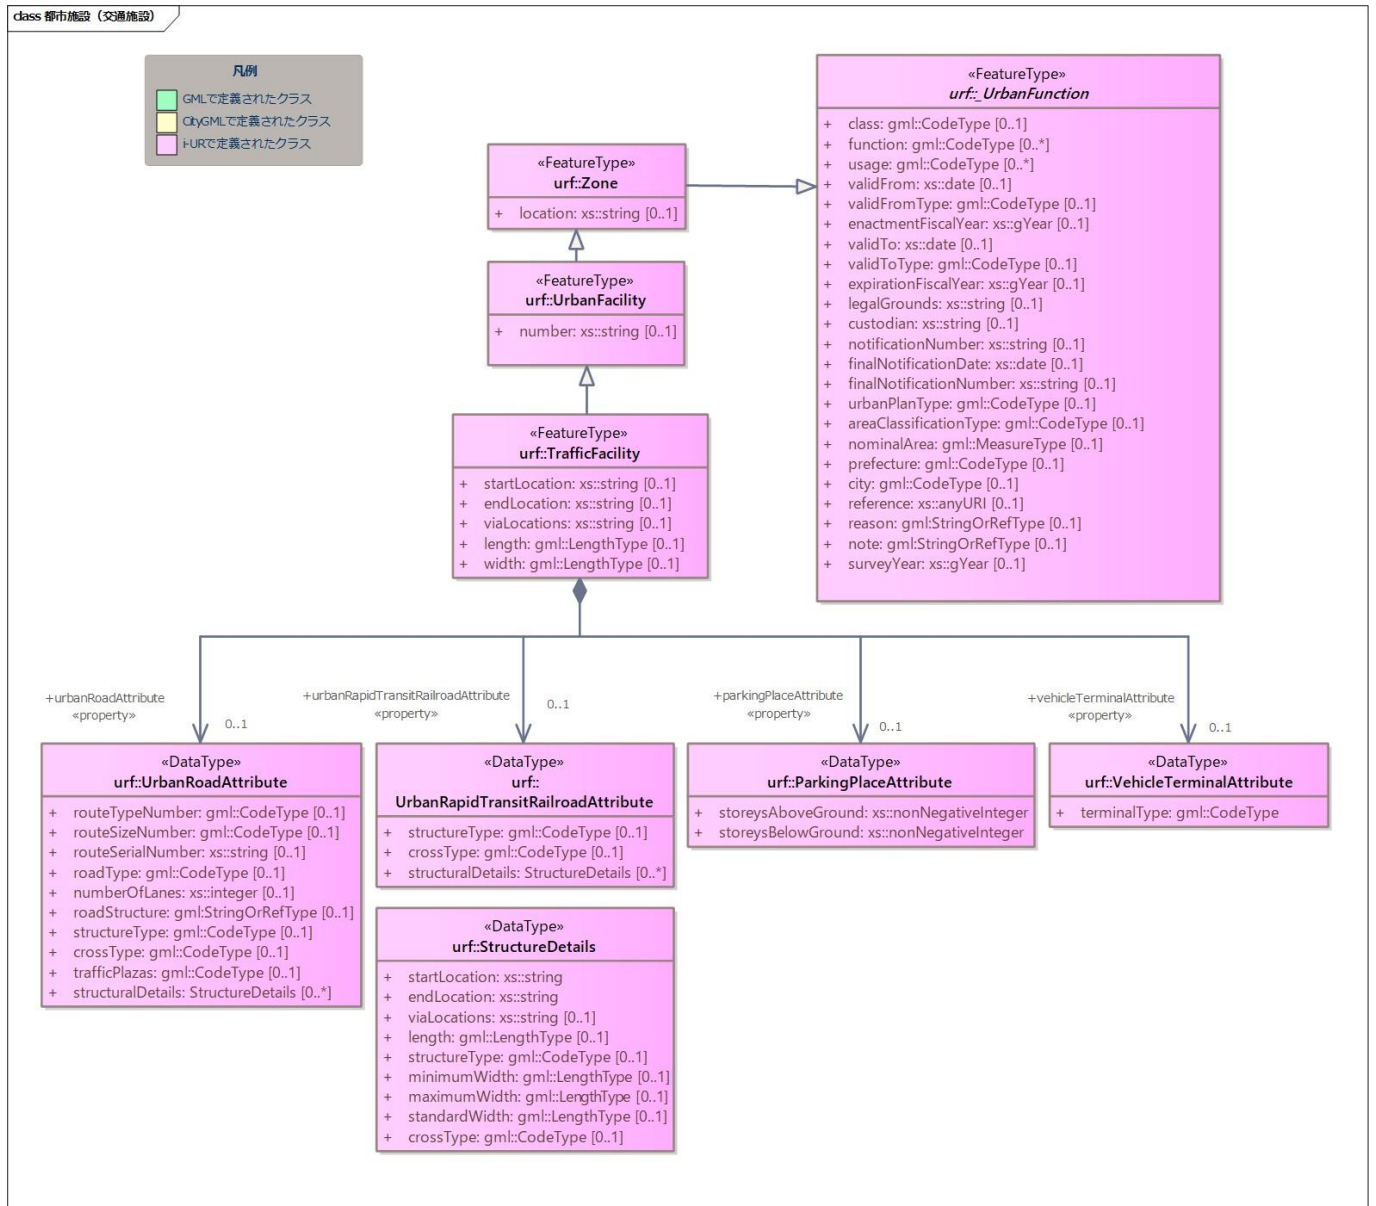 class 都市施設（交通施設）
凡例
GMLで定義されたクラス
CityGMLで定義されたクラス
i-URで定義されたクラス
«FeatureType»
urf::_UrbanFunction
+ class: gml::CodeType [0..1]
+ function: gml::CodeType [0..*]
+ usage: gml::CodeType [0..*]
+ validFrom: xs::date [0..1]
+ validFromType: gml::CodeType [0..1]
+ enactmentFiscalYear: xs::gYear [0..1]
+ validTo: xs::date [0..1]
+ validToType: gml::CodeType [0..1]
+ expirationFiscalYear: xs::gYear [0..1]
+ legalGrounds: xs::string [0..1]
+ custodian: xs::string [0..1]
+ notificationNumber: xs::string [0..1]
+ finalNotificationDate: xs::date [0..1]
+ finalNotificationNumber: xs::string [0..1]
+ urbanPlanType: gml::CodeType [0..1]
+ areaClassificationType: gml::CodeType [0..1]
+ nominalArea: gml::MeasureType [0..1]
+ prefecture: gml::CodeType [0..1]
+ city: gml::CodeType [0..1]
+ reference: xs::anyURI [0..1]
+ reason: gml:StringOrRefType [0..1]
+ note: gml:StringOrRefType [0..1]
+ surveyYear: xs::gYear [0..1]
«FeatureType»
urf::Zone
+ location: xs::string [0..1]
«FeatureType»
urf::UrbanFacility
+ number: xs::string [0..1]
«FeatureType»
urf::TrafficFacility
+ startLocation: xs::string [0..1]
+ endLocation: xs::string [0..1]
+ viaLocations: xs::string [0..1]
+ length: gml::LengthType [0..1]
+ width: gml::LengthType [0..1]
+urbanRoadAttribute
«property»
0..1
+urbanRapidTransitRailroadAttribute
«property»
0..1
+parkingPlaceAttribute
«property»
0..1
+vehicleTerminalAttribute
«property»
0..1
«DataType»
urf::UrbanRoadAttribute
+ routeTypeNumber: gml::CodeType [0..1]
+ routeSizeNumber: gml::CodeType [0..1]
+ routeSerialNumber: xs::string [0..1]
+ roadType: gml::CodeType [0..1]
+ numberOfLanes: xs::integer [0..1]
+ roadStructure: gml:StringOrRefType [0..1]
+ structureType: gml::CodeType [0..1]
+ crossType: gml::CodeType [0..1]
+ trafficPlazas: gml::CodeType [0..1]
+ structuralDetails: StructureDetails [0..*]
«DataType»
urf::
UrbanRapidTransitRailroadAttribute
+ structureType: gml::CodeType [0..1]
+ crossType: gml::CodeType [0..1]
+ structuralDetails: StructureDetails [0..*]
«DataType»
urf::ParkingPlaceAttribute
+ storeysAboveGround: xs::nonNegativeInteger
+ storeysBelowGround: xs::nonNegativeInteger
«DataType»
urf::VehicleTerminalAttribute
+ terminalType: gml::CodeType
«DataType»
urf::StructureDetails
+ startLocation: xs::string
+ endLocation: xs::string
+ viaLocations: xs::string [0..1]
+ length: gml::LengthType [0..1]
+ structureType: gml::CodeType [0..1]
+ minimumWidth: gml::LengthType [0..1]
+ maximumWidth: gml::LengthType [0..1]
+ standardWidth: gml::LengthType [0..1]
+ crossType: gml::CodeType [0..1]